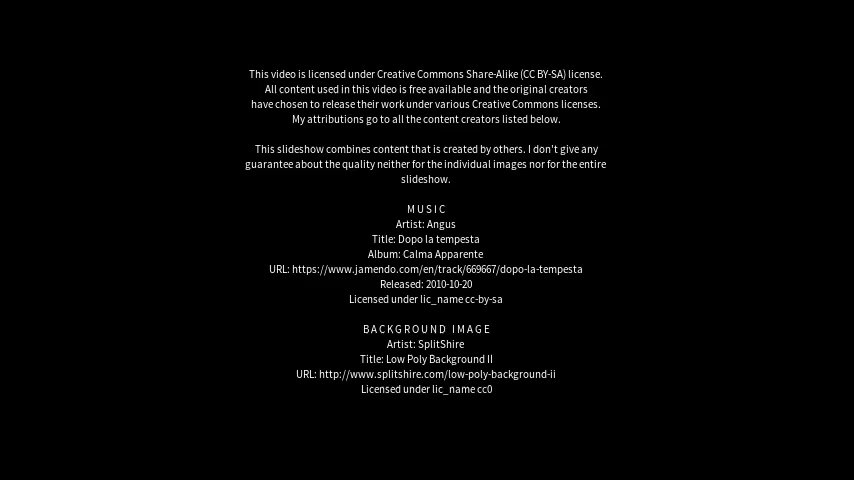 This video is licensed under Creative Commons Share-Alike (CC BY-SA) license.
All content used in this video is free available and the original creators
have chosen to release their work under various Creative Commons licenses.
My attributions go to all the content creators listed below.
This slideshow combines content that is created by others. I don't give any
guarantee about the quality neither for the individual images nor for the entire
slideshow.
MUSIC
Artist: Angus
Title: Dopo la tempesta
Album: Calma Apparente
URL: https://www.jamendo.com/en/track/669667/dopo-la-tempesta
Released: 2010-10-20
Licensed under lic_name cc-by-sa
BACKGROUND IMAGE
Artist: SplitShire
Title: Low Poly Background II
URL: http://www.splitshire.com/low-poly-background-ii
Licensed under lic_name cc0